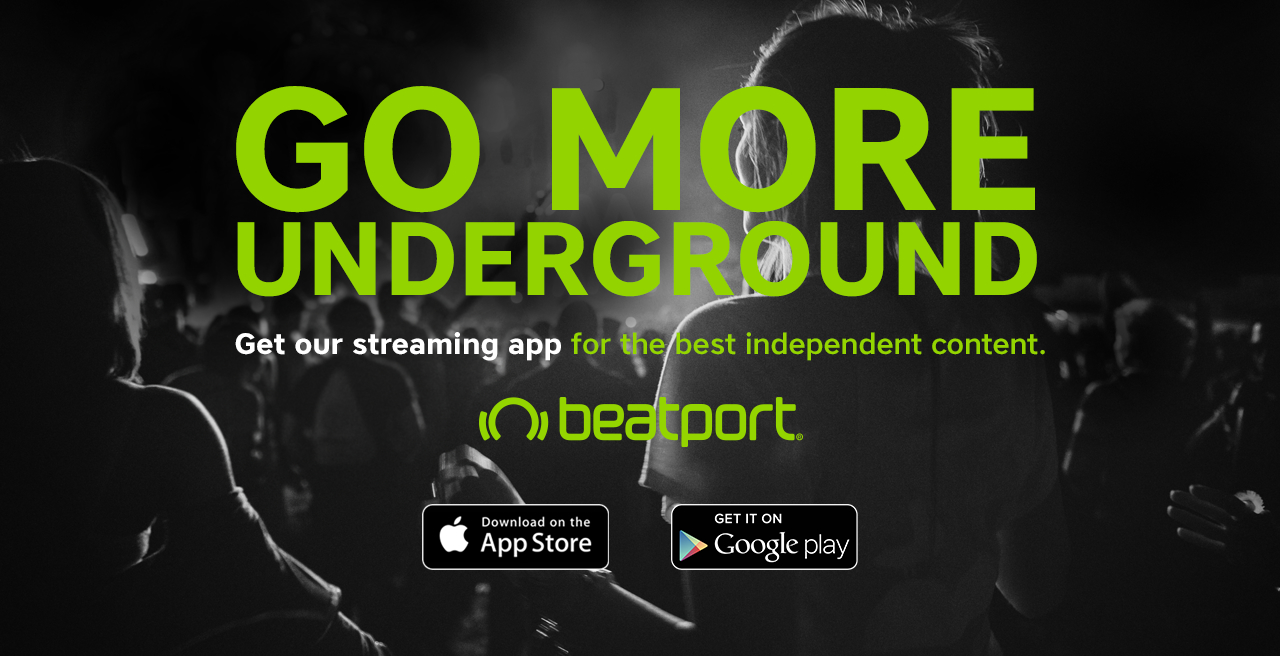 GO MORE
UNDERGROUND
Get our streaming app for the best independent content.
beatport®
Download on the
App Store
GET IT ON
Google play